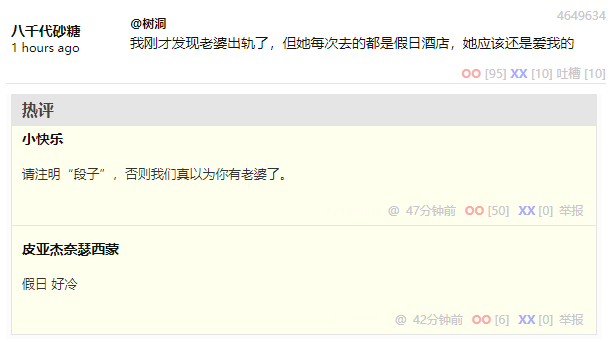 4649634
八千代砂糖
1 hours ago
@树洞
我刚才发现老婆出轨了，但她每次去的都是假日酒店，她应该还是爱我的
OO [95] XX [10] 吐槽 [10]
热评
小快乐
请注明“段子”，否则我们真以为你有老婆了。
@ 47分钟前 OO [50] XX [0] 举报
皮亚杰奈瑟西蒙
假日 好冷
@ 42分钟前 OO [6] XX [0] 举报